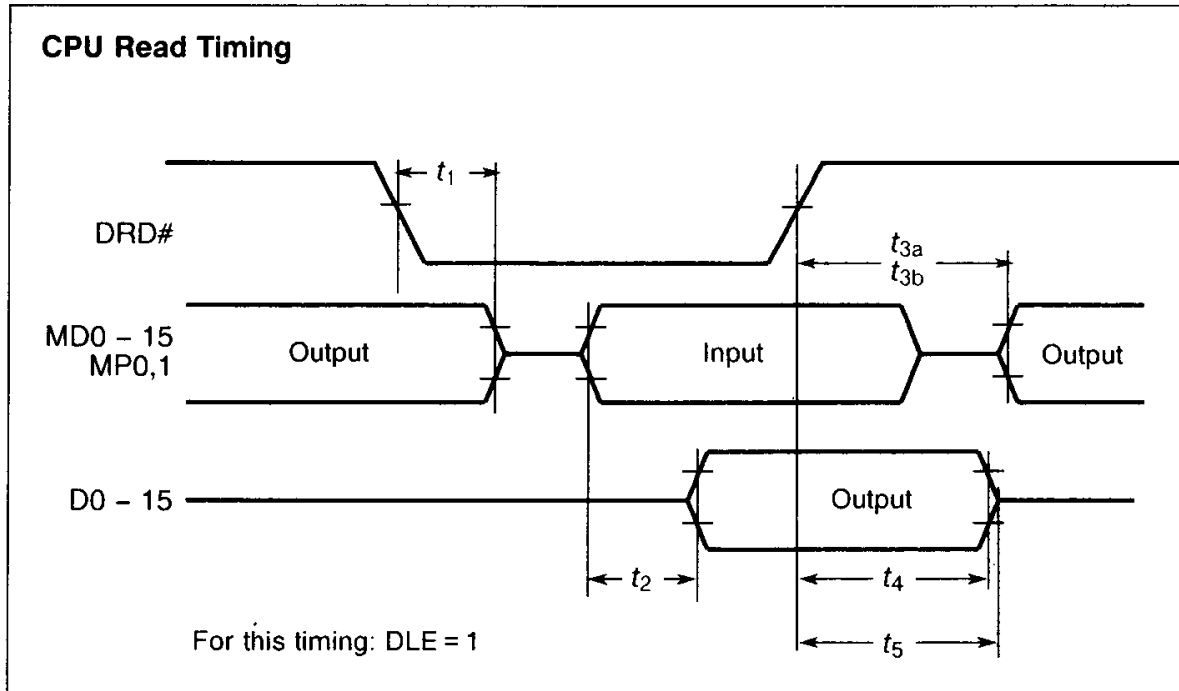 CPU Read Timing
t1
DRD#
t3a
t3b
MD0 – 15
MP0,1
Output
Input
Output
D0 – 15
Output
t2
t4
t5
For this timing: DLE = 1